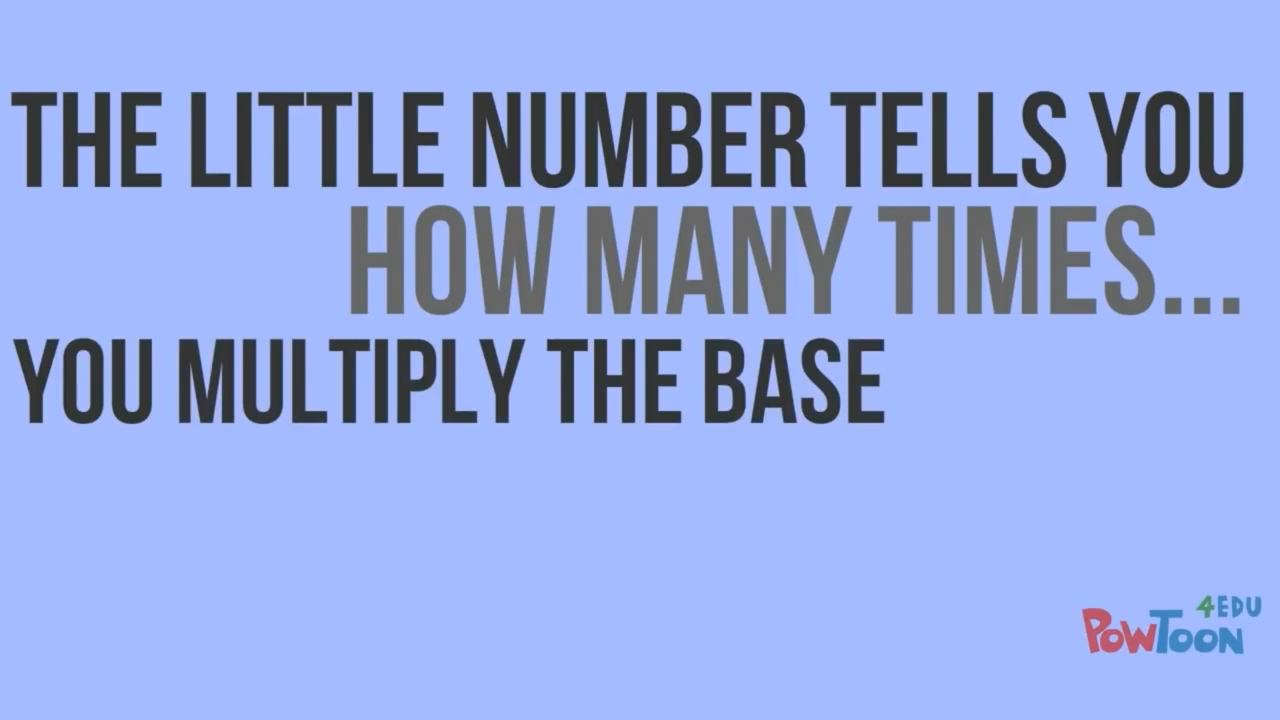 THE LITTLE NUMBER TELLS YOU
HOW MANY TIMES...
YOU MULTIPLY THE BASE
4EDU
POWTOON